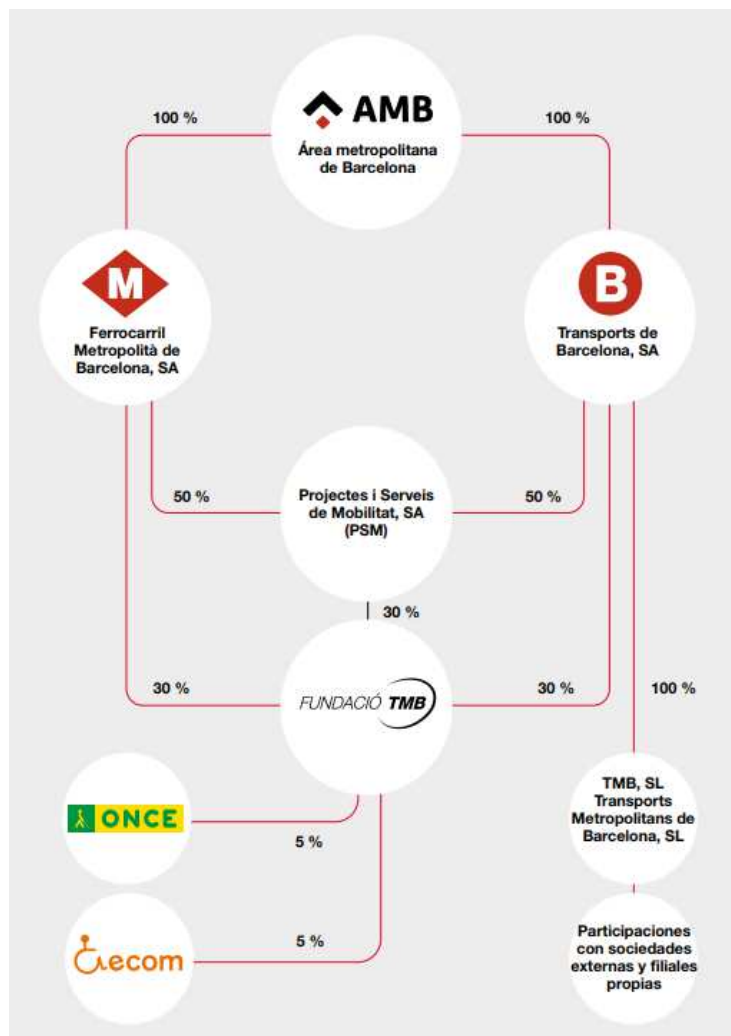 AMB
100 %
100 %
Área metropolitana
de Barcelona
M
B
Ferrocarril
Metropolità de
Barcelona, SA
Transports de
Barcelona, SA
50 %
Projectes i Serveis
de Mobilitat, SA
(PSM)
50 %
30 %
30 %
FUNDACIÓ TMB
30 %
100 %
ONCE
5 %
TMB, SL
Transports
Metropolitans de
Barcelona, SL
ecom
5 %
Participaciones
con sociedades
externas y filiales
propias